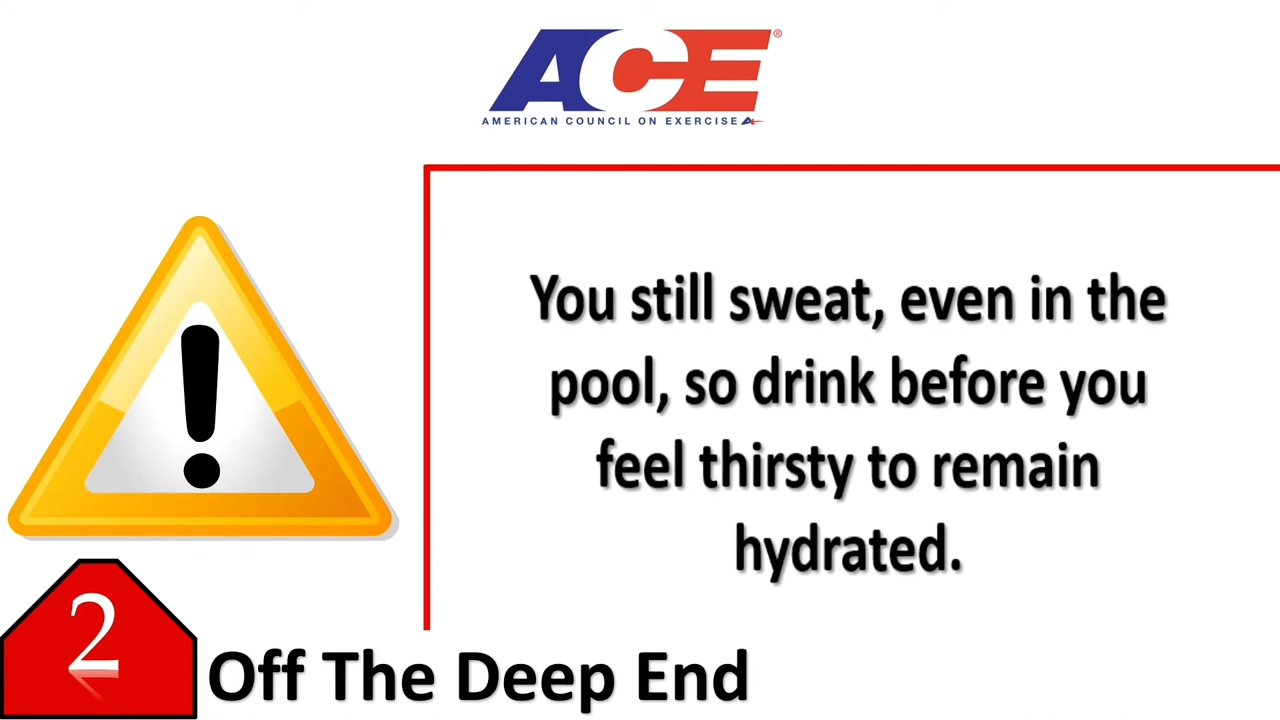 ACE®
AMERICAN COUNCIL ON EXERCISE
You still sweat, even in the
pool, so drink before you
feel thirsty to remain
hydrated.
!
2
Off The Deep End